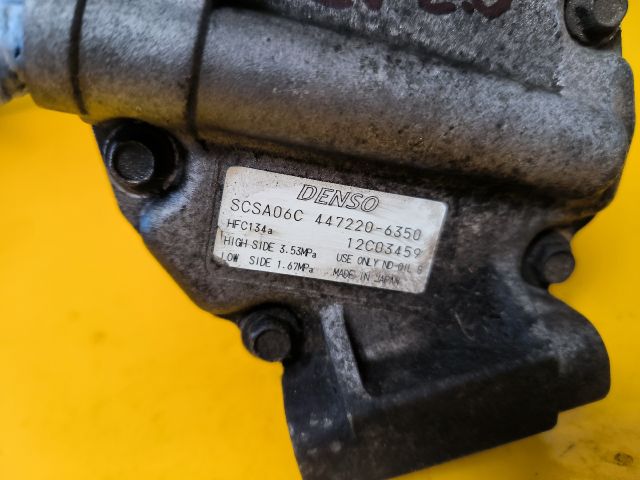 DENSO
SCSA06C 447220-6350
HFC134a 12C03459
HIGH SIDE 3.53MPa USE ONLY ND-OIL 8
LOW SIDE 1.67MPa MADE IN JAPAN